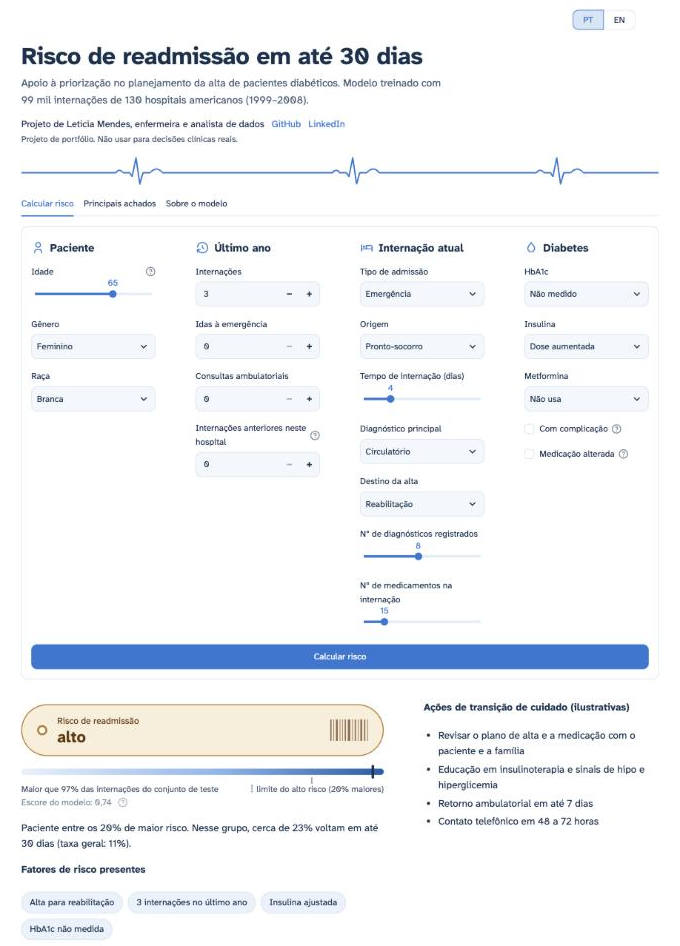 PT EN
Risco de readmissão em até 30 dias
Apoio à priorização no planejamento da alta de pacientes diabéticos. Modelo treinado com
99 mil internações de 130 hospitais americanos (1999–2008).
Projeto de Leticia Mendes, enfermeira e analista de dados GitHub LinkedIn
Projeto de portfólio. Não usar para decisões clínicas reais.
Calcular risco Principais achados Sobre o modelo
Paciente
Idade
65
Gênero
Feminino
Raça
Branca
Último ano
Internações
3 − +
Idas à emergência
0 − +
Consultas ambulatoriais
0 − +
Internações anteriores neste
hospital
0 − +
Internação atual
Tipo de admissão
Emergência
Origem
Pronto-socorro
Tempo de internação (dias)
4
Diagnóstico principal
Circulatório
Destino da alta
Reabilitação
Nº de diagnósticos registrados
8
Nº de medicamentos na
internação
15
Diabetes
HbA1c
Não medido
Insulina
Dose aumentada
Metformina
Não usa
Com complicação ?
Medicação alterada ?
Calcular risco
Risco de readmissão
alto
Maior que 97% das internações do conjunto de teste
limite do alto risco (20% maiores)
Escore do modelo: 0,74 ?
Paciente entre os 20% de maior risco. Nesse grupo, cerca de 23% voltam em até
30 dias (taxa geral: 11%).
Fatores de risco presentes
Alta para reabilitação 3 internações no último ano Insulina ajustada
HbA1c não medida
Ações de transição de cuidado (ilustrativas)
• Revisar o plano de alta e a medicação com o
paciente e a família
• Educação em insulinoterapia e sinais de hipo e
hiperglicemia
• Retorno ambulatorial em até 7 dias
• Contato telefônico em 48 a 72 horas